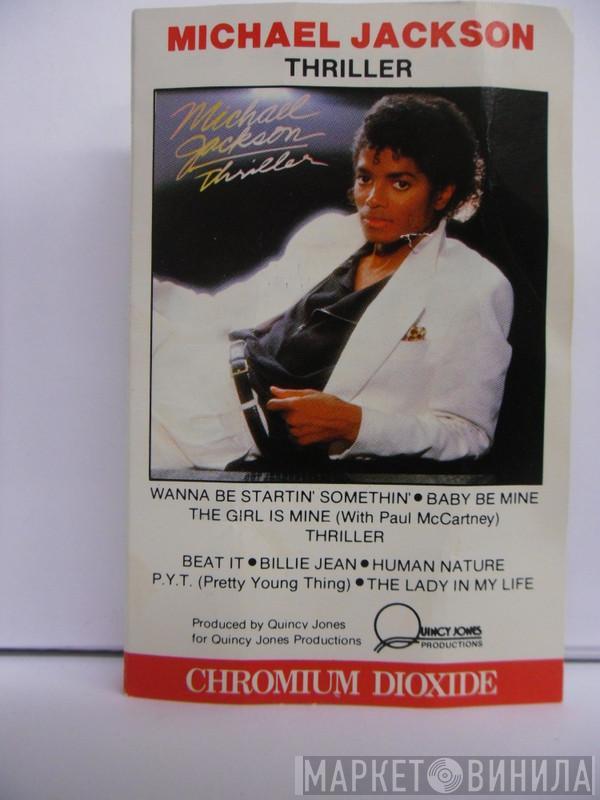 MICHAEL JACKSON
THRILLER
Michael
Jackson
Thriller
WANNA BE STARTIN' SOMETHIN' • BABY BE MINE
THE GIRL IS MINE (With Paul McCartney)
THRILLER
BEAT IT • BILLIE JEAN • HUMAN NATURE
P.Y.T. (Pretty Young Thing) • THE LADY IN MY LIFE
Produced by Quincy Jones
for Quincy Jones Productions
QUINCY JONES
PRODUCTIONS
CHROMIUM DIOXIDE
МАРКЕТ ВИНИЛА